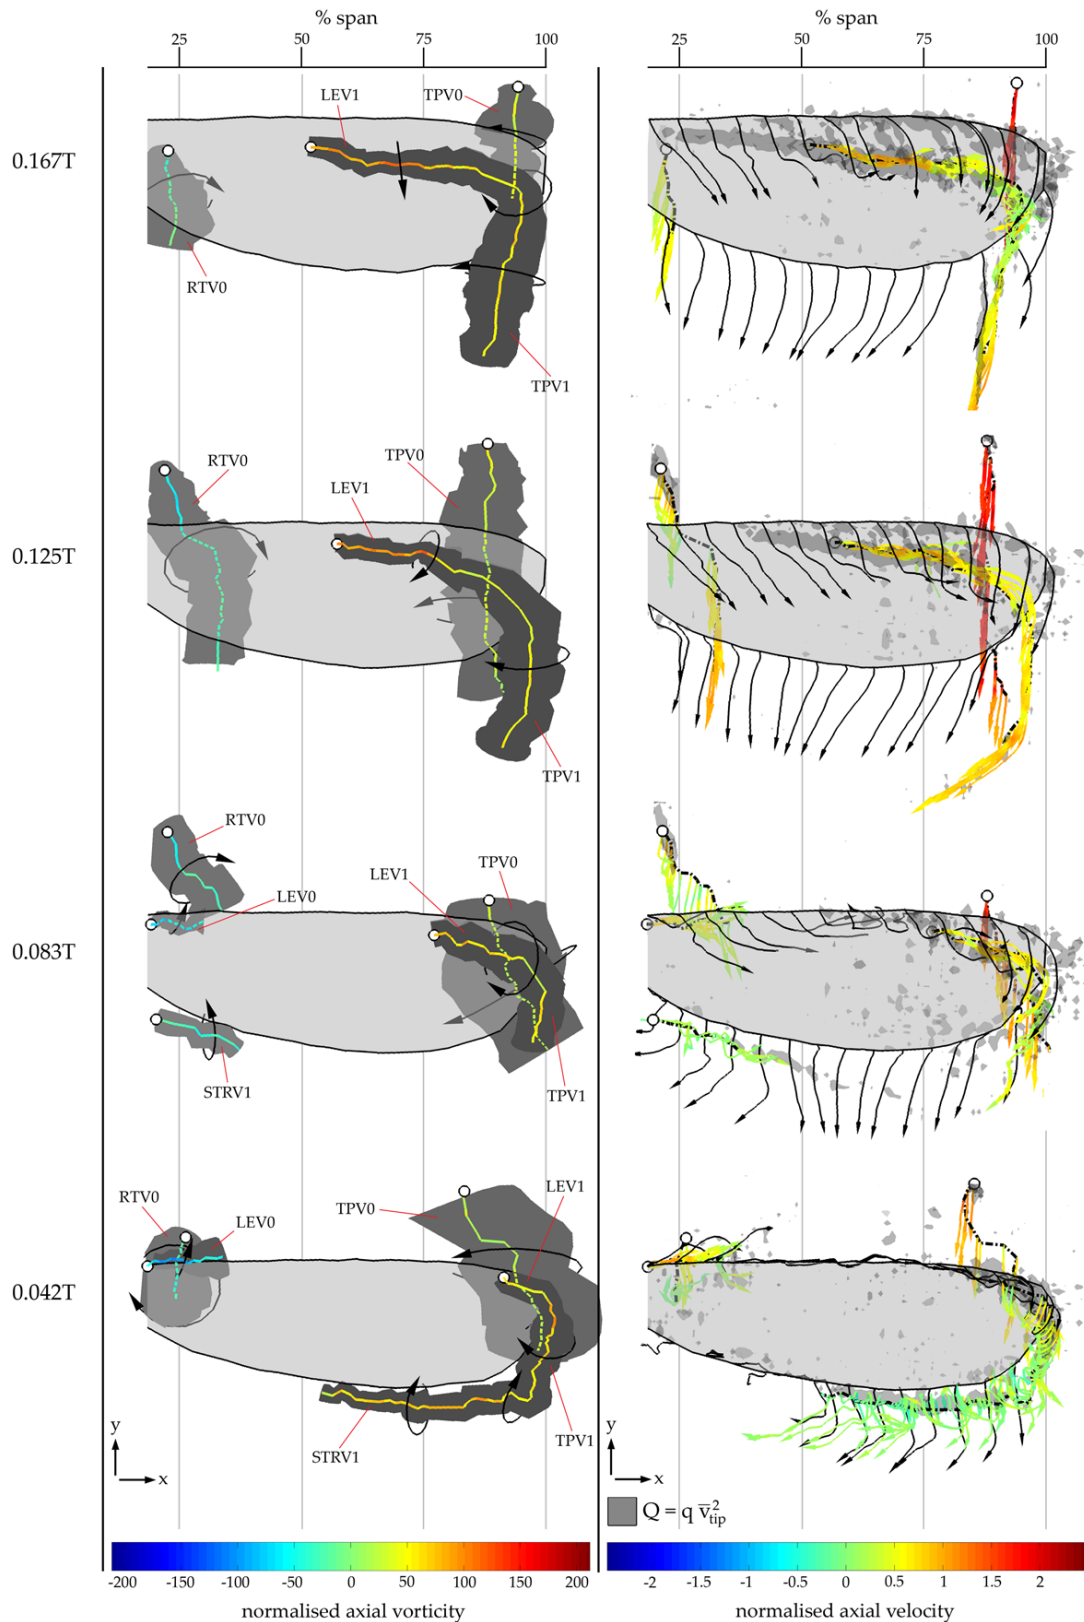 % span % span
25 50 75 100 25 50 75 100
0.167T
LEV1 TPV0
RTV0
TPV1
0.125T
RTV0 TPV0
LEV1
TPV1
0.083T
RTV0
LEV1 TPV0
LEV0
STRV1 TPV1
0.042T
RTV0 LEV0 TPV0 LEV1
STRV1 TPV1
y y
x x
Q = q v̄²tip
-200 -150 -100 -50 0 50 100 150 200 -2 -1.5 -1 -0.5 0 0.5 1 1.5 2
normalised axial vorticity normalised axial velocity